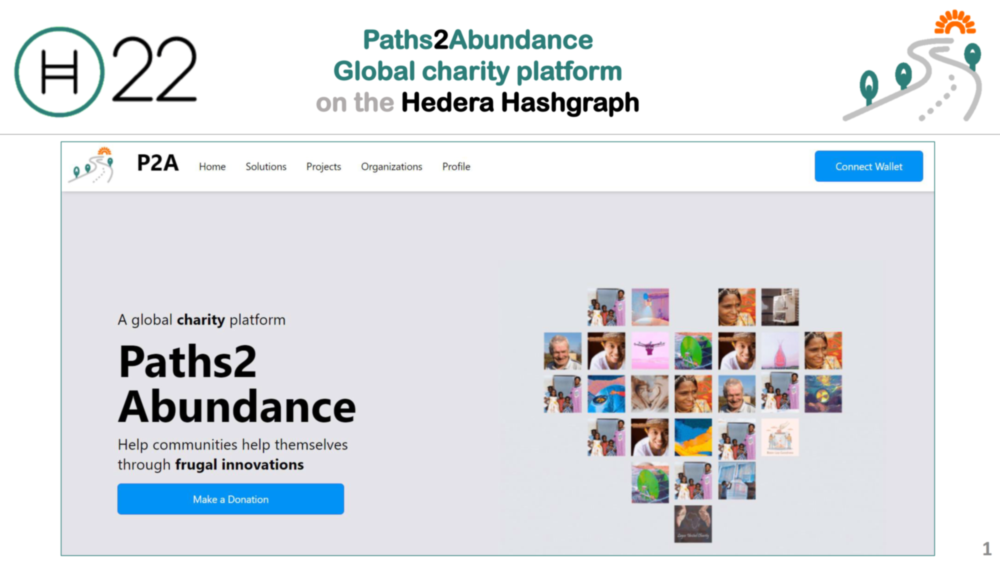 H22
Paths2Abundance
Global charity platform
on the Hedera Hashgraph
P2A
Home
Solutions
Projects
Organizations
Profile
Connect Wallet
A global charity platform
Paths2
Abundance
Help communities help themselves
through frugal innovations
Make a Donation
1